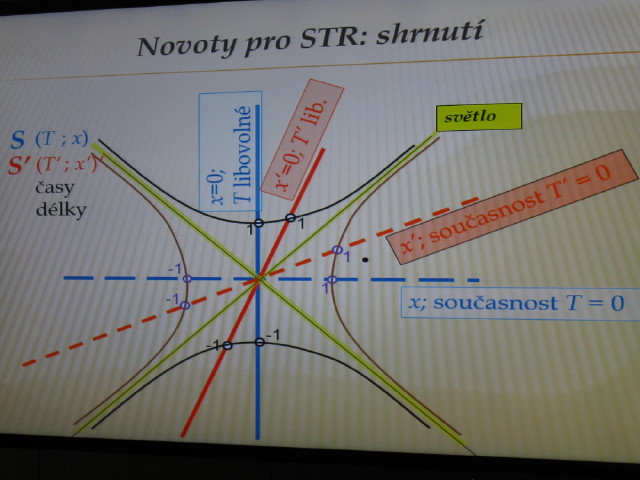 Novoty pro STR: shrnutí
S (T ; x)
S′ (T′ ; x′)
časy
délky
x=0;
T libovolné
x′=0; T′ lib.
světlo
x′; současnost T′ = 0
x; současnost T = 0
1
1
-1
1
-1
1
-1
-1